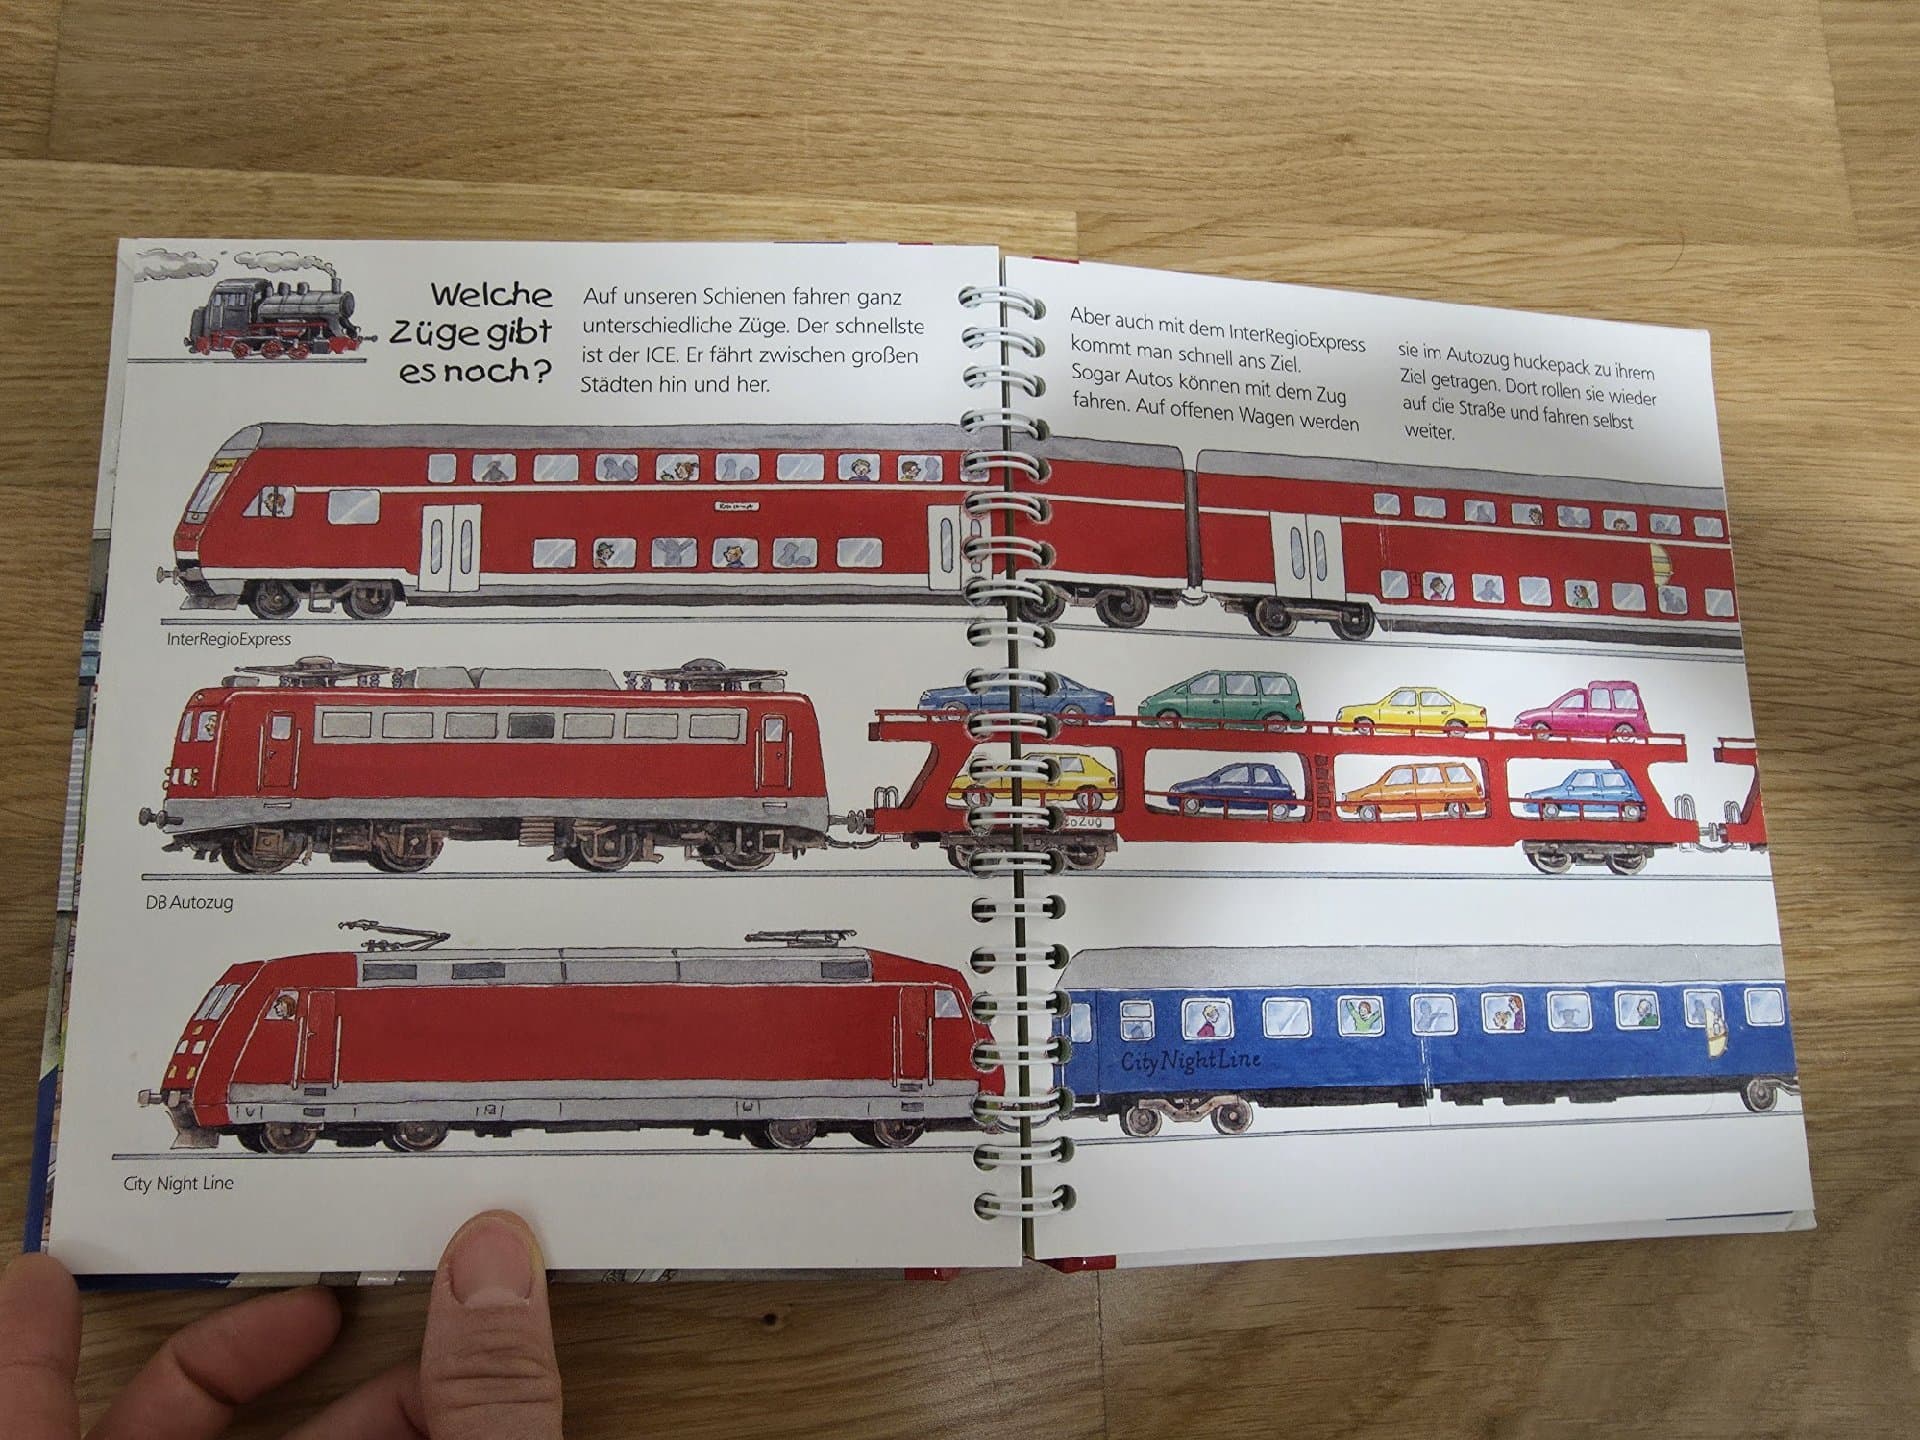 Welche
Züge gibt
es noch?
Auf unseren Schienen fahren ganz
unterschiedliche Züge. Der schnellste
ist der ICE. Er fährt zwischen großen
Städten hin und her.
Aber auch mit dem InterRegioExpress
kommt man schnell ans Ziel.
Sogar Autos können mit dem Zug
fahren. Auf offenen Wagen werden
sie im Autozug huckepack zu ihrem
Ziel getragen. Dort rollen sie wieder
auf die Straße und fahren selbst
weiter.
InterRegioExpress
DB Autozug
CityNightLine
City Night Line